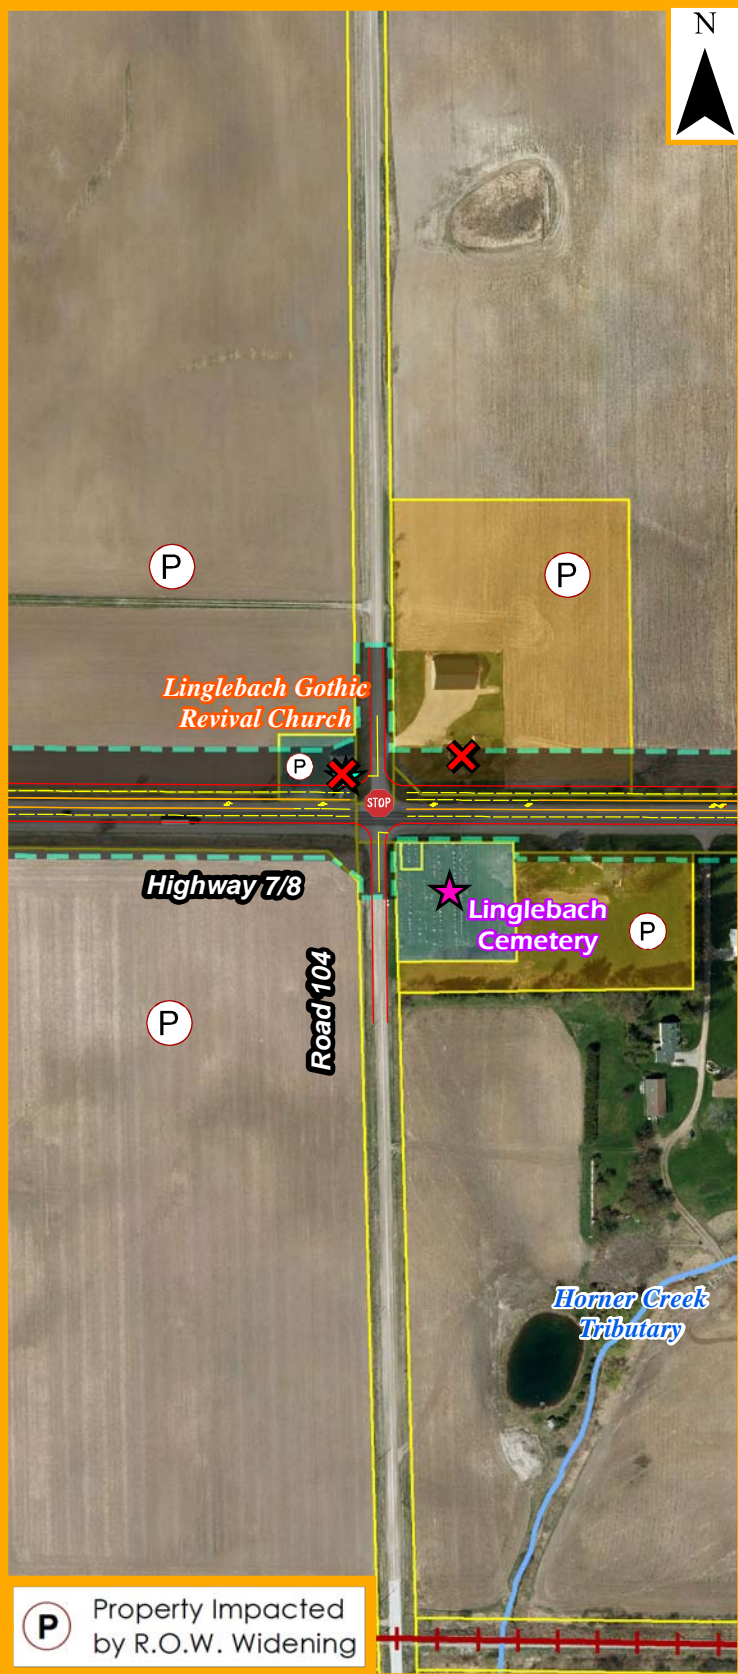 N
P
P
Linglebach Gothic
Revival Church
P
STOP
Highway 7/8
Linglebach
Cemetery
P
Road 104
P
Horner Creek
Tributary
P
Property Impacted
by R.O.W. Widening